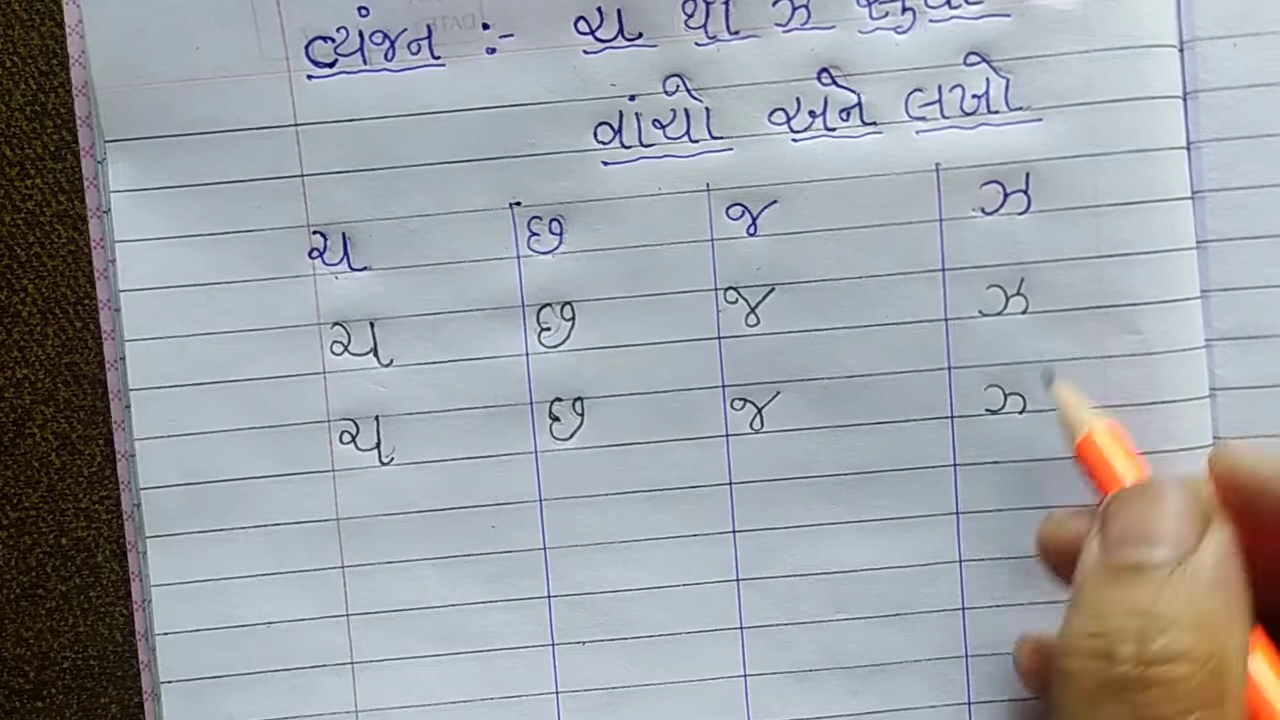 વ્યંજન :- ચ થી ઝ સુધી
વાંચો અને લખો
ચ છ જ ઝ
ચ છ જ ઝ
ચ છ જ ઝ